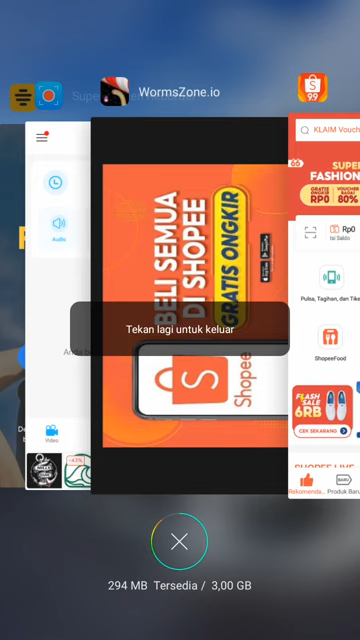 WormsZone.io
S
99
KLAIM Vouch
66
SUPER
FASHION
GRATIS ONGKIR
RP0
VOUCHER
80%
Rp0
Isi Saldo
Pulsa, Tagihan, dan Tike
ShopeeFood
FLASH
SALE
6RB
CEK SEKARANG
SHOPEE LIVE
Rekomenda...
BARU
Produk Baru
Audio
Anda b
Video
BELI SEMUA
DI SHOPEE
GRATIS ONGKIR
Tekan lagi untuk keluar
S
Shopee
294 MB Tersedia / 3,00 GB